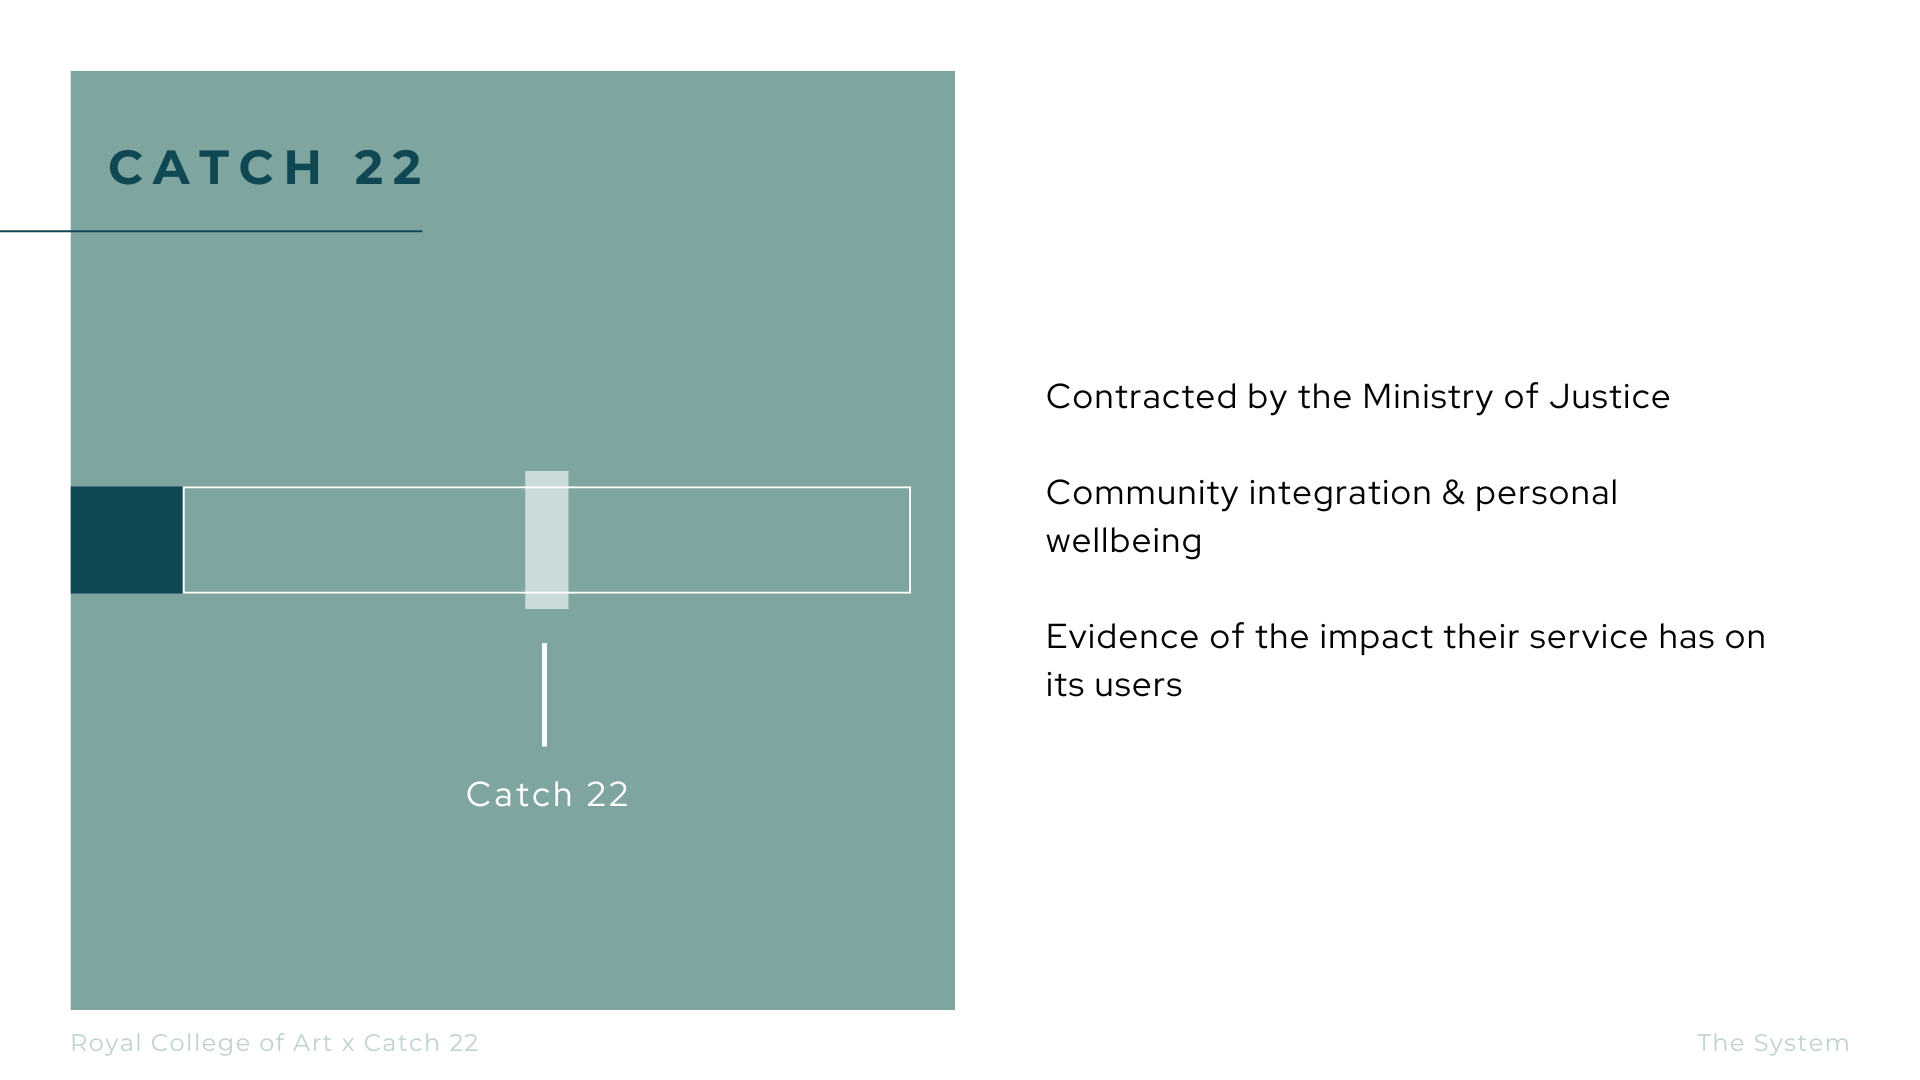 CATCH 22
Catch 22
Contracted by the Ministry of Justice
Community integration & personal
wellbeing
Evidence of the impact their service has on
its users
Royal College of Art x Catch 22
The System